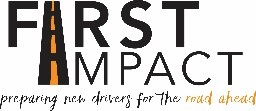 FIRST
IMPACT
preparing new drivers for the road ahead